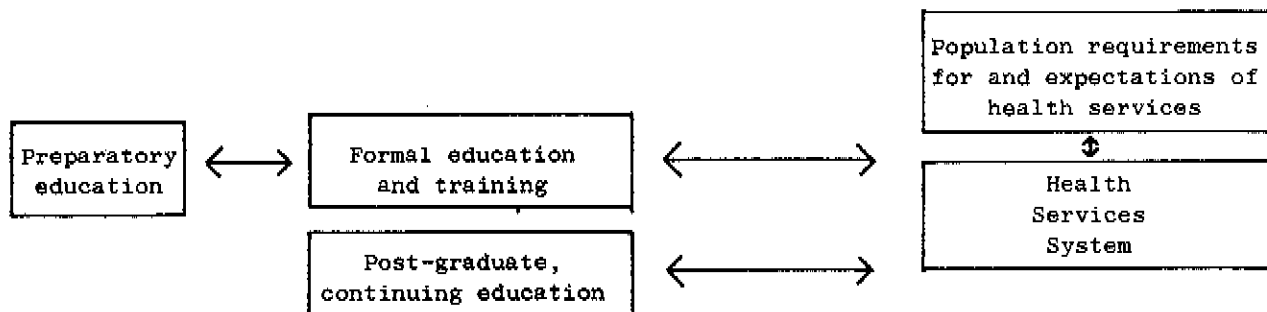 Preparatory
education
Formal education
and training
Post-graduate,
continuing education
Population requirements
for and expectations of
health services
Health
Services
System